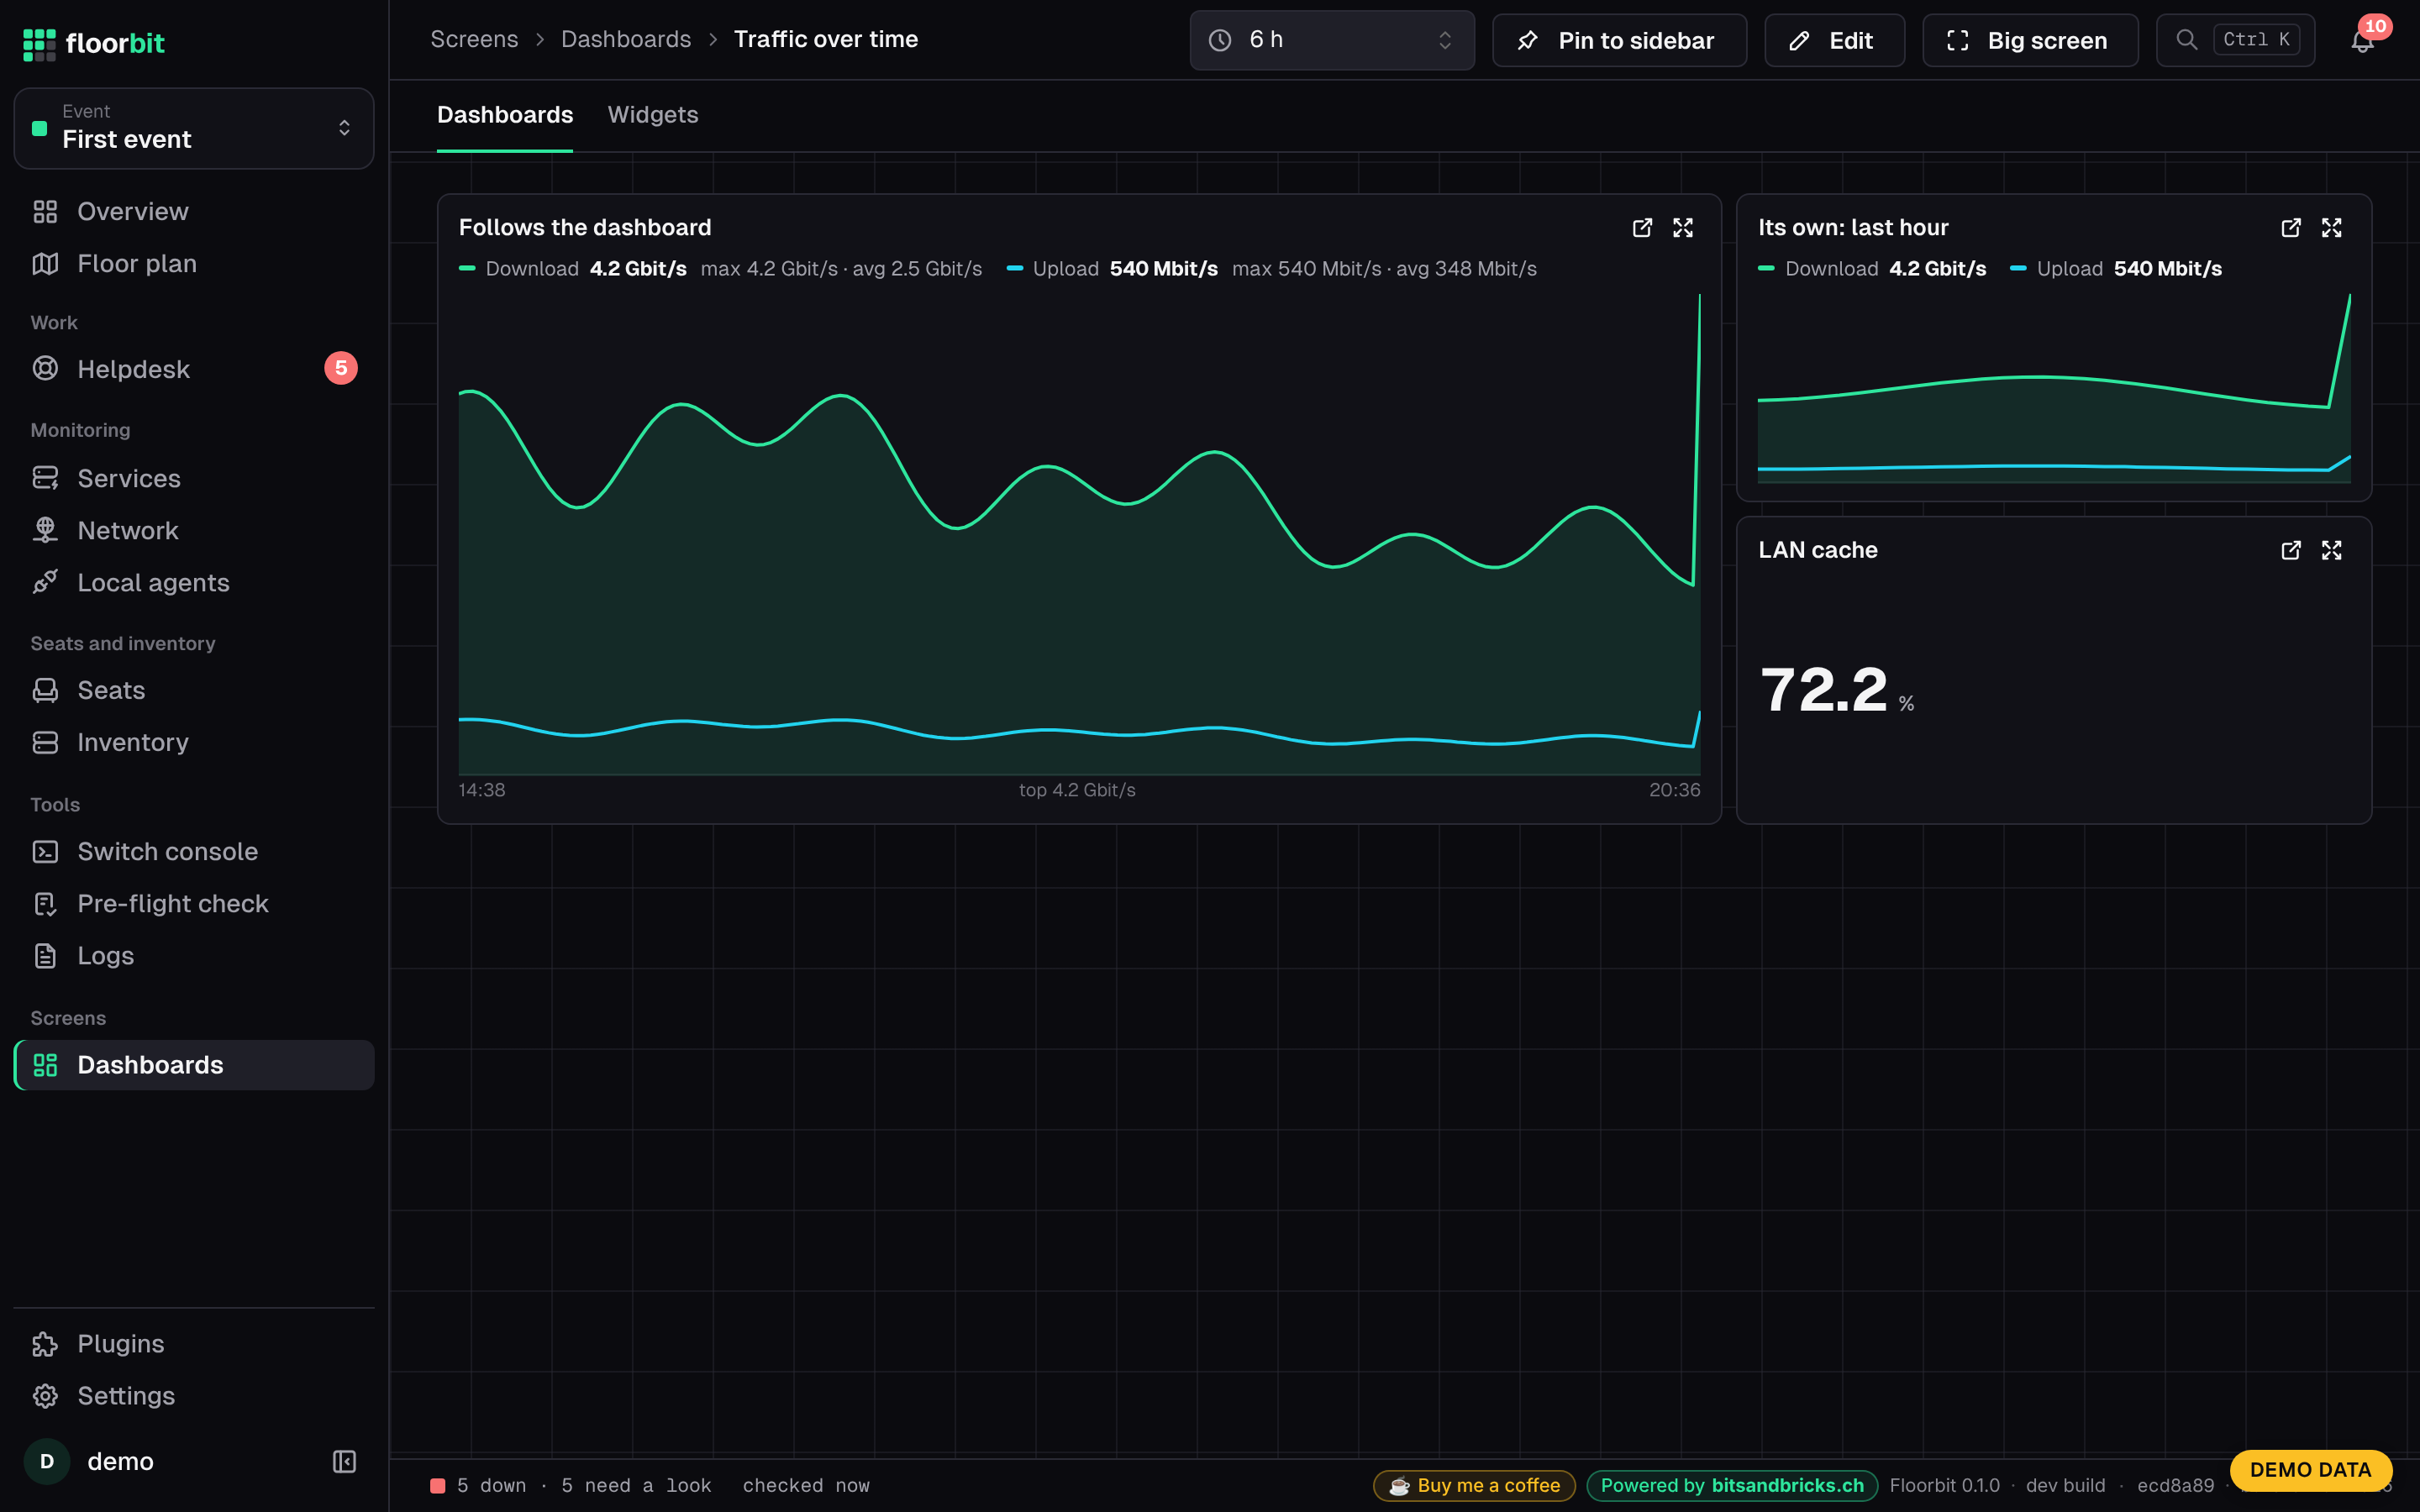 floorbit
Event
First event
Overview
Floor plan
Work
Helpdesk 5
Monitoring
Services
Network
Local agents
Seats and inventory
Seats
Inventory
Tools
Switch console
Pre-flight check
Logs
Screens
Dashboards
Plugins
Settings
D demo
Screens > Dashboards > Traffic over time
6 h
Pin to sidebar
Edit
Big screen
Ctrl K
10
Dashboards Widgets
Follows the dashboard
Download 4.2 Gbit/s max 4.2 Gbit/s · avg 2.5 Gbit/s Upload 540 Mbit/s max 540 Mbit/s · avg 348 Mbit/s
14:38 top 4.2 Gbit/s 20:36
Its own: last hour
Download 4.2 Gbit/s Upload 540 Mbit/s
LAN cache
72.2 %
5 down · 5 need a look checked now
Buy me a coffee
Powered by bitsandbricks.ch
Floorbit 0.1.0 · dev build · ecd8a89 ·
DEMO DATA